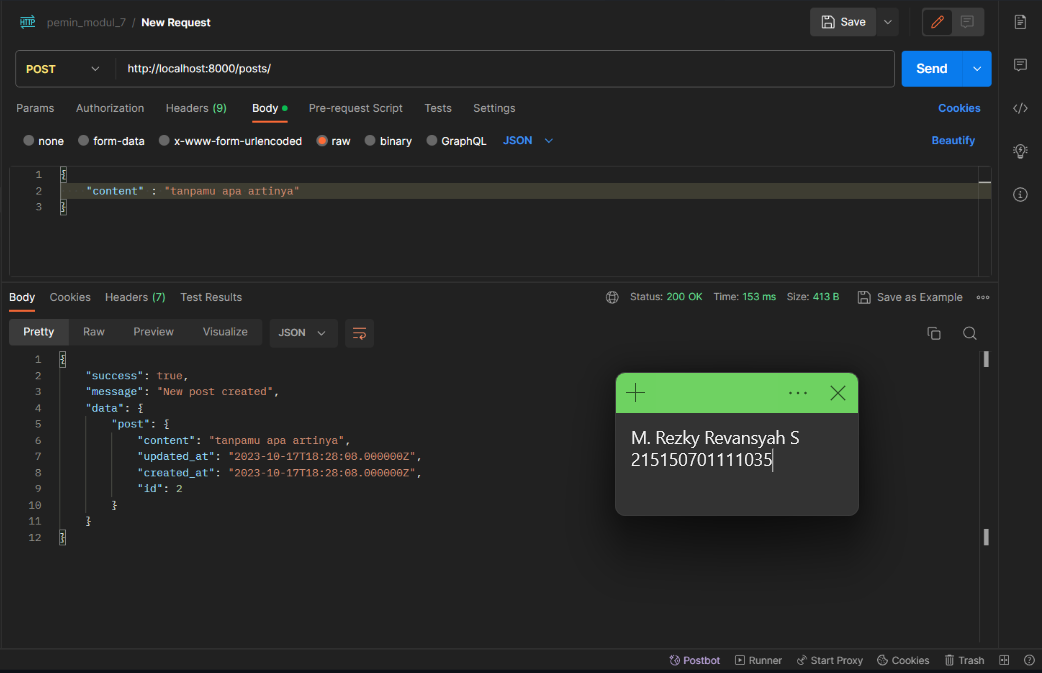 HTTP pemin_modul_7 / New Request Save
POST http://localhost:8000/posts/ Send
Params Authorization Headers (9) Body Pre-request Script Tests Settings Cookies
none form-data x-www-form-urlencoded raw binary GraphQL JSON Beautify
1 {
2 "content" : "tanpamu apa artinya"
3 }
Body Cookies Headers (7) Test Results Status: 200 OK Time: 153 ms Size: 413 B Save as Example
Pretty Raw Preview Visualize JSON
1 {
2 "success": true,
3 "message": "New post created",
4 "data": {
5 "post": {
6 "content": "tanpamu apa artinya",
7 "updated_at": "2023-10-17T18:28:08.000000Z",
8 "created_at": "2023-10-17T18:28:08.000000Z",
9 "id": 2
10 }
11 }
12 }
M. Rezky Revansyah S
215150701111035
Postbot Runner Start Proxy Cookies Trash